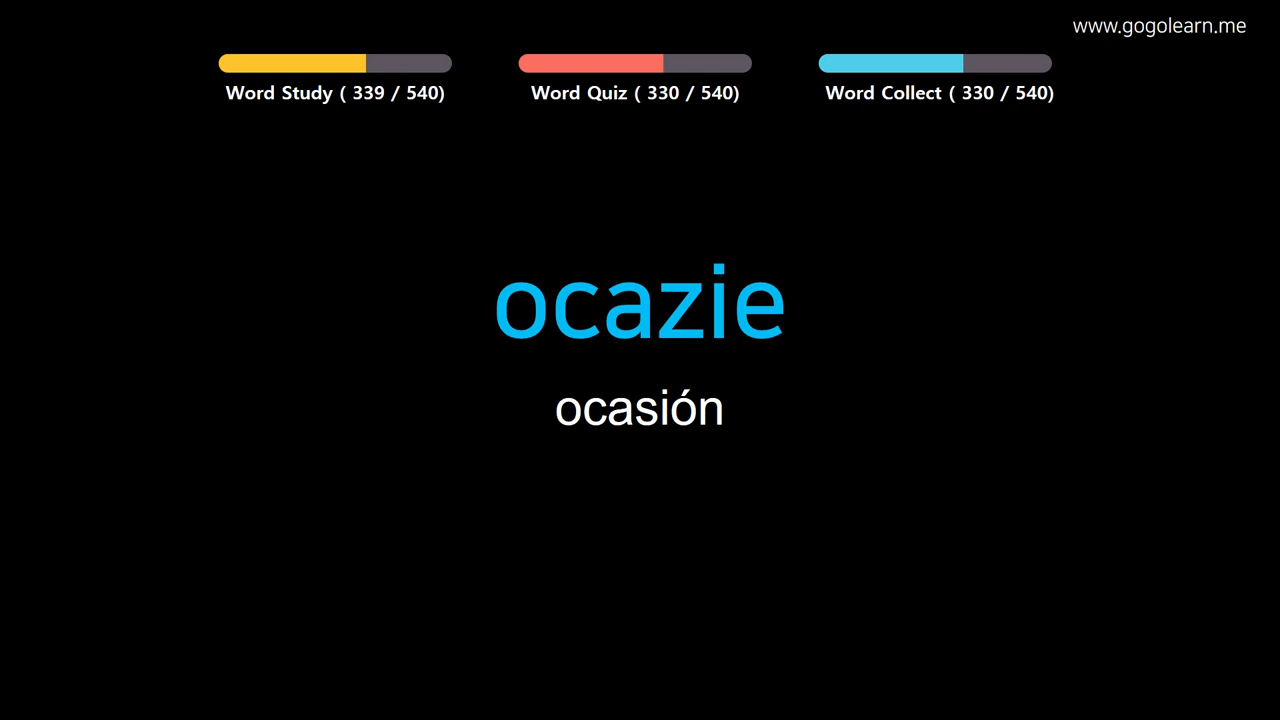 www.gogolearn.me
Word Study ( 339 / 540)
Word Quiz ( 330 / 540)
Word Collect ( 330 / 540)
ocazie
ocasión